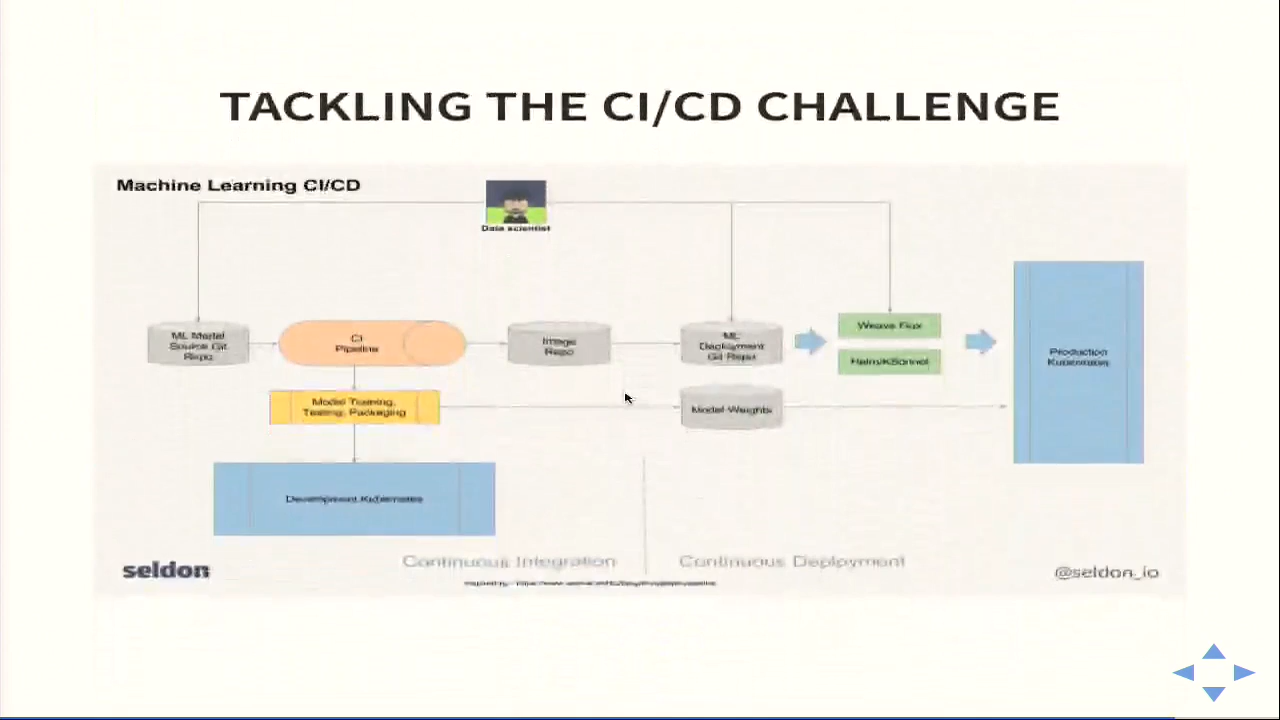 TACKLING THE CI/CD CHALLENGE
Machine Learning CI/CD
Data scientist
ML Model
Source Git
Repo
CI
Pipeline
Image
Repo
ML
Deployment
Git Repo
Weave Flux
Helm/KSonnet
Production
Kubernetes
Model Training,
Testing, Packaging
Model Weights
Development Kubernetes
Continuous Integration
Continuous Deployment
seldon
@seldon_io